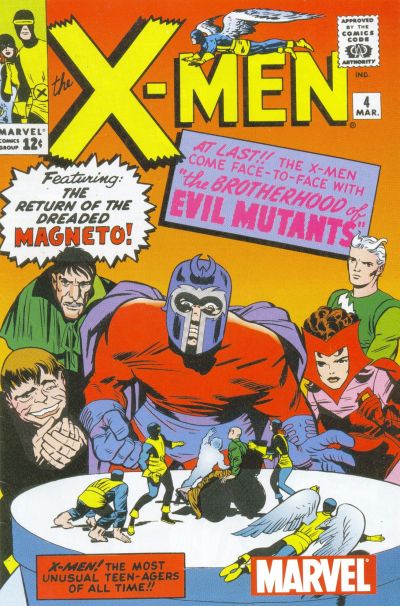 the X-MEN
APPROVED
BY THE
COMICS
CODE
AUTHORITY
IND.
4
MAR.
MARVEL
COMICS
GROUP 12¢
Featuring:
THE
RETURN OF THE
DREADED
MAGNETO!
AT LAST!! THE X-MEN
COME FACE-TO-FACE WITH
"the BROTHERHOOD of
EVIL MUTANTS"
X-MEN! THE MOST
UNUSUAL TEEN-AGERS
OF ALL TIME!!
MARVEL